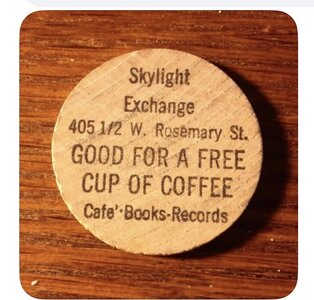 Skylight
Exchange
405 1/2 W. Rosemary St.
GOOD FOR A FREE
CUP OF COFFEE
Cafe'·Books·Records